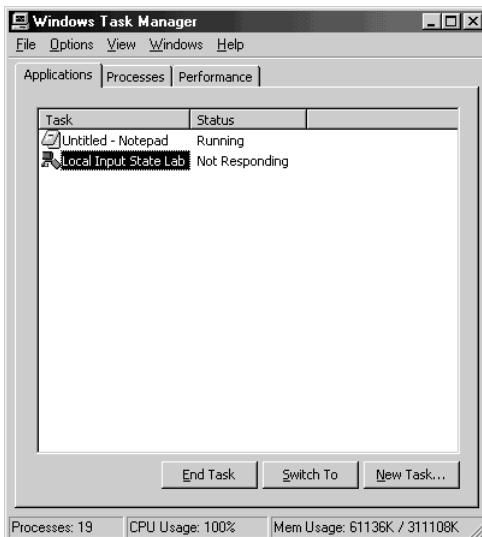 Windows Task Manager
File Options View Windows Help
Applications Processes Performance
Task Status
Untitled - Notepad Running
Local Input State Lab Not Responding
End Task Switch To New Task...
Processes: 19 CPU Usage: 100% Mem Usage: 61136K / 311108K